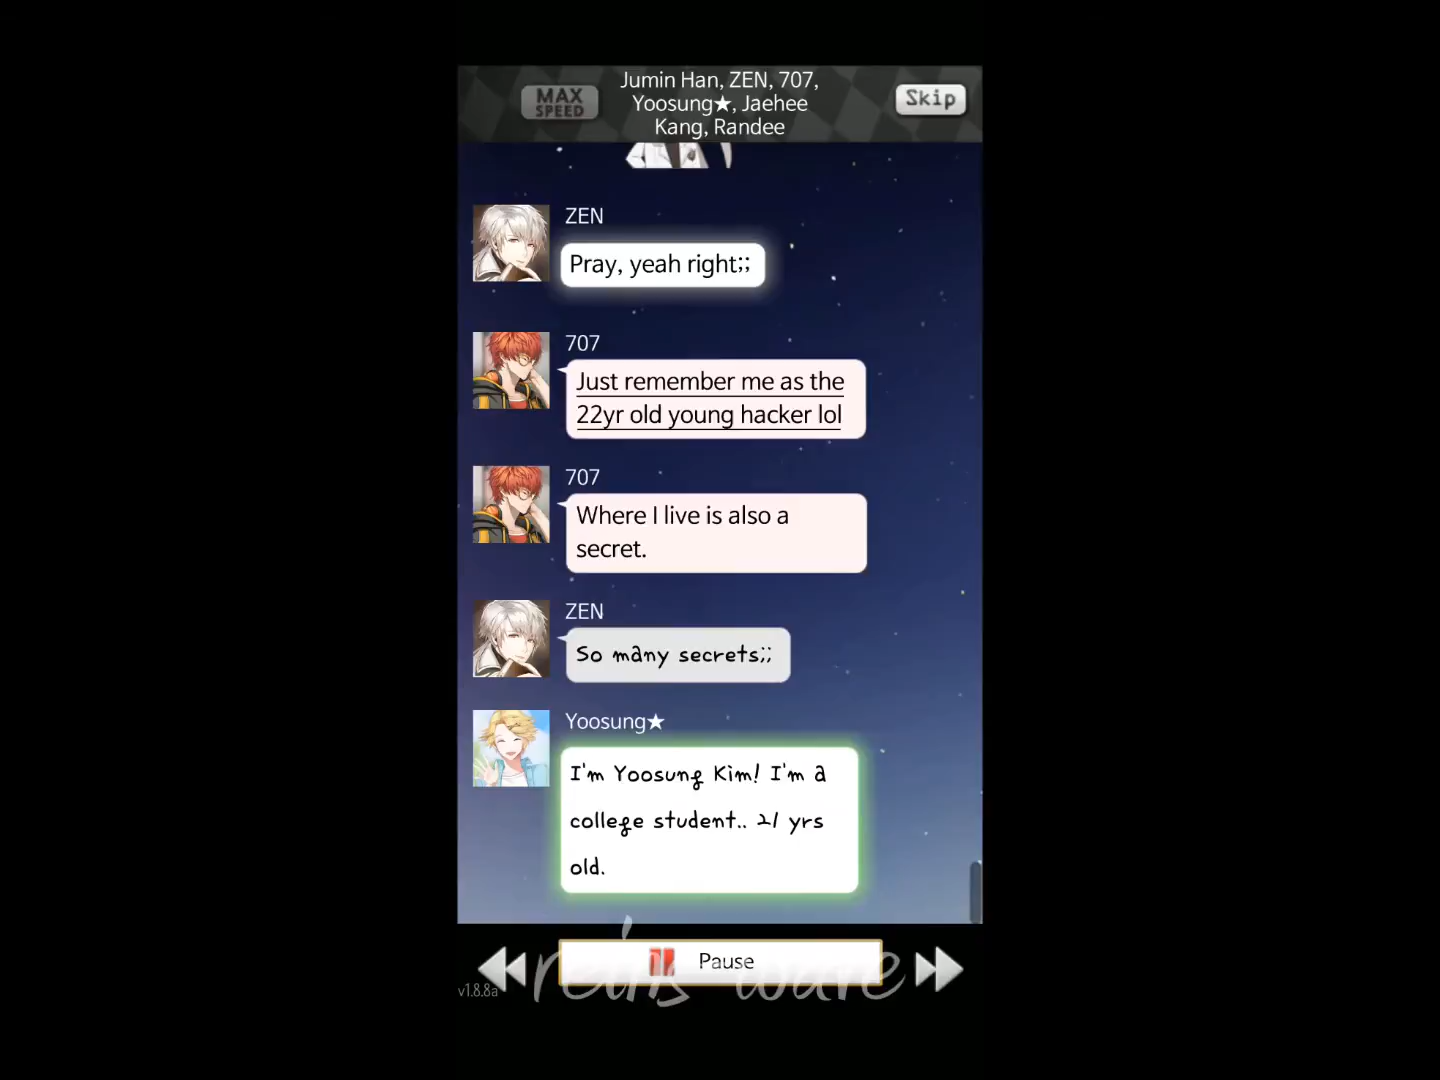 MAX
SPEED
Jumin Han, ZEN, 707,
Yoosung★, Jaehee
Kang, Randee
Skip
ZEN
Pray, yeah right;;
707
Just remember me as the
22yr old young hacker lol
707
Where I live is also a
secret.
ZEN
So many secrets;;
Yoosung★
I'm Yoosung Kim! I'm a
college student.. 21 yrs
old.
Pause
v1.8.8a